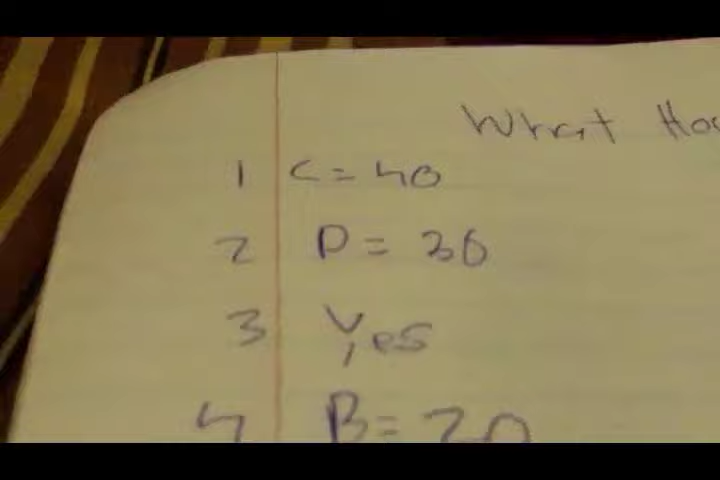 What
1 C = 40
2 P = 30
3 Yes
4 B = 20